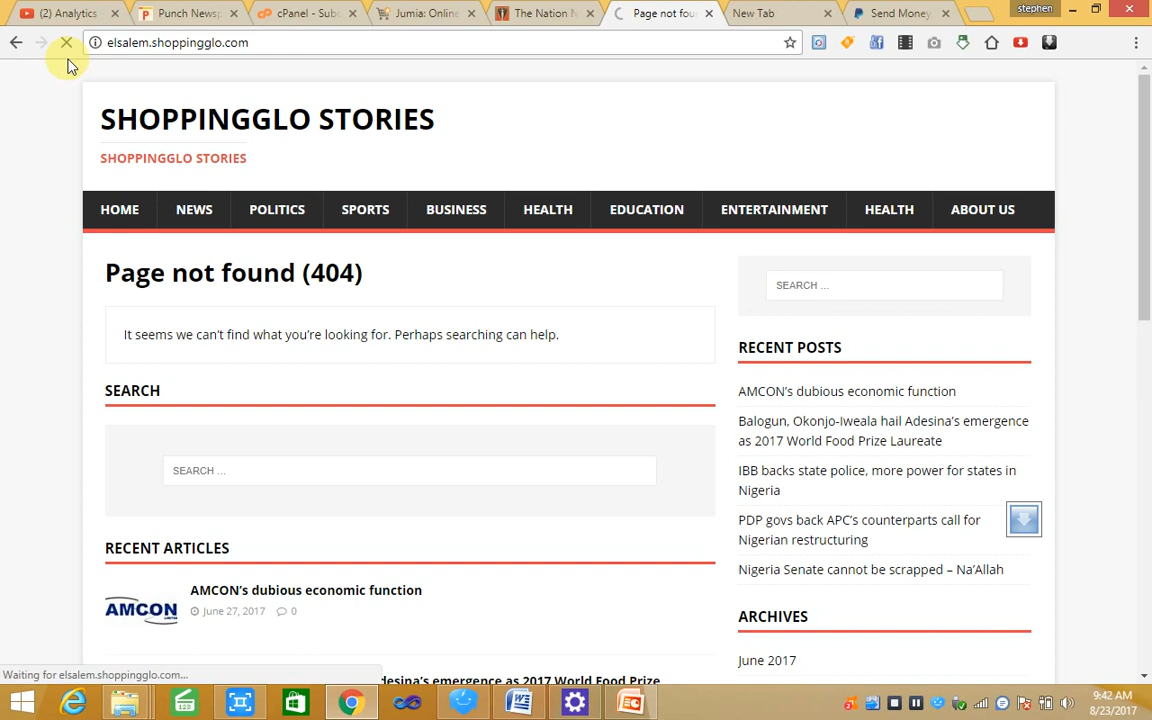 (2) Analytics
Punch Newsp
cPanel - Sub
Jumia: Online
The Nation N
Page not fou
New Tab
Send Money
stephen
elsalem.shoppingglo.com
SHOPPINGGLO STORIES
SHOPPINGGLO STORIES
HOME NEWS POLITICS SPORTS BUSINESS HEALTH EDUCATION ENTERTAINMENT HEALTH ABOUT US
Page not found (404)
It seems we can't find what you're looking for. Perhaps searching can help.
SEARCH
SEARCH ...
RECENT ARTICLES
AMCON
AMCON's dubious economic function
June 27, 2017 0
desina's emergence as 2017 World Food Prize
SEARCH ...
RECENT POSTS
AMCON's dubious economic function
Balogun, Okonjo-Iweala hail Adesina's emergence
as 2017 World Food Prize Laureate
IBB backs state police, more power for states in
Nigeria
PDP govs back APC's counterparts call for
Nigerian restructuring
Nigeria Senate cannot be scrapped – Na'Allah
ARCHIVES
June 2017
Waiting for elsalem.shoppingglo.com...
9:42 AM
8/23/2017